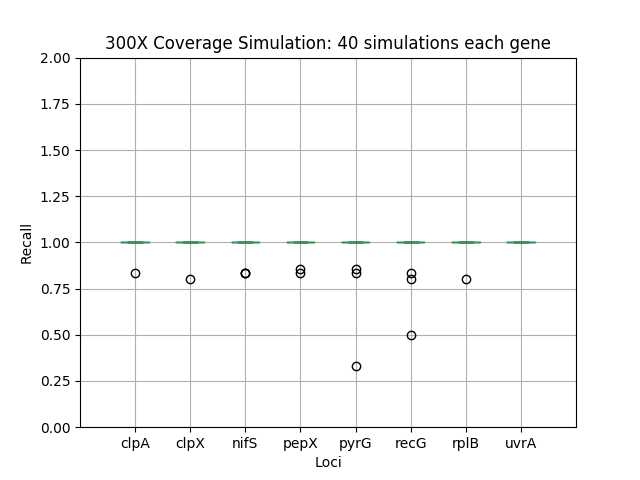 300X Coverage Simulation: 40 simulations each gene
2.00
1.75
1.50
1.25
1.00
0.75
0.50
0.25
0.00
Recall
clpA clpX nifS pepX pyrG recG rplB uvrA
Loci